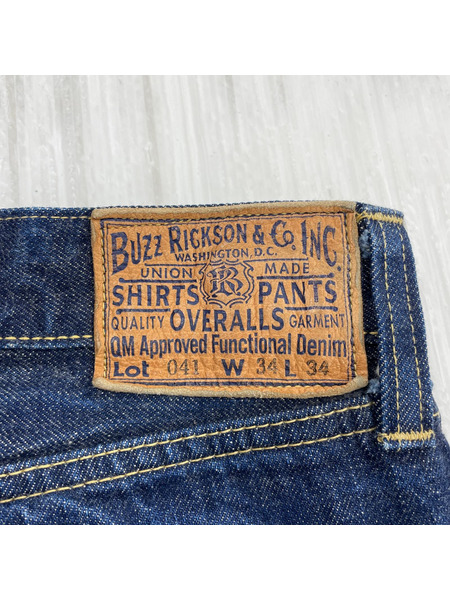 BUZZ RICKSON & CO. INC.
WASHINGTON, D.C.
UNION R MADE
SHIRTS PANTS
QUALITY OVERALLS GARMENT
QM Approved Functional Denim
Lot 041 W 34 L 34